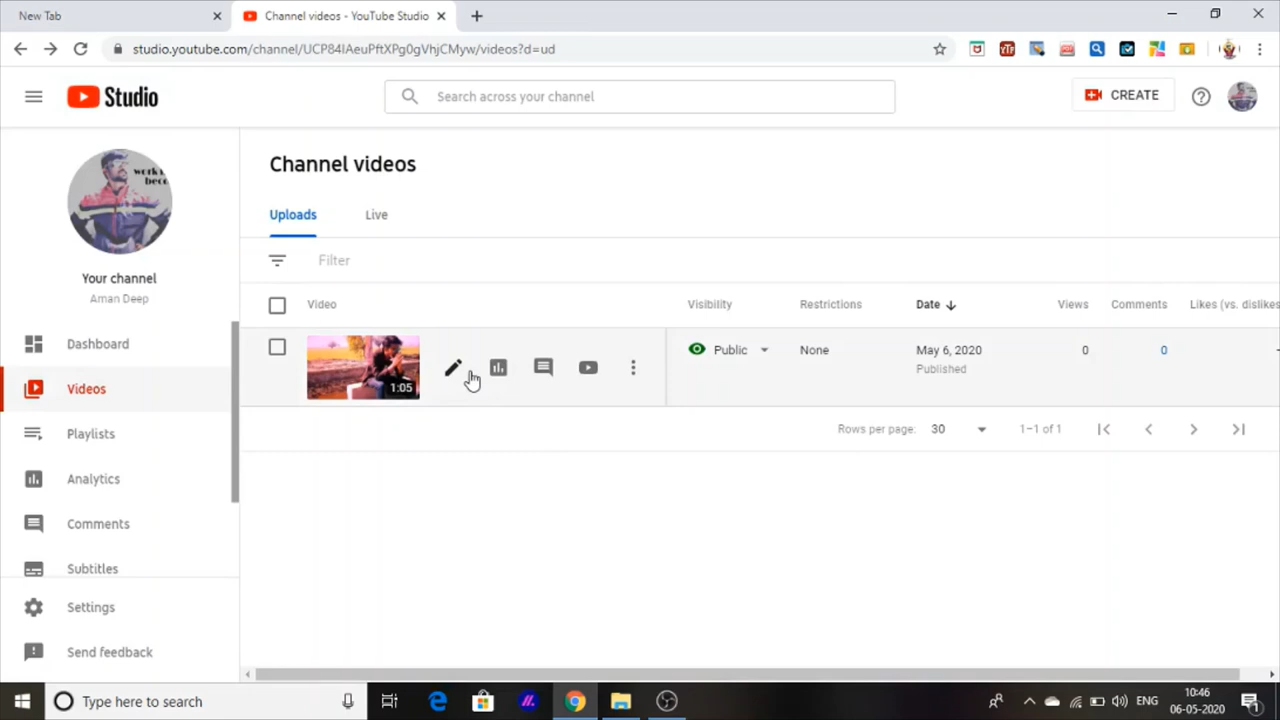 New Tab
Channel videos - YouTube Studio
studio.youtube.com/channel/UCP84lAeuPftXPg0gVhjCMyw/videos?d=ud
Studio
Search across your channel
CREATE
Your channel
Aman Deep
Dashboard
Videos
Playlists
Analytics
Comments
Subtitles
Settings
Send feedback
Channel videos
Uploads
Live
Filter
Video
Visibility
Restrictions
Date
Views
Comments
Likes (vs. dislikes
1:05
Public
None
May 6, 2020
Published
0
0
-
Rows per page:
30
1–1 of 1
Type here to search
ENG
10:46
06-05-2020
1